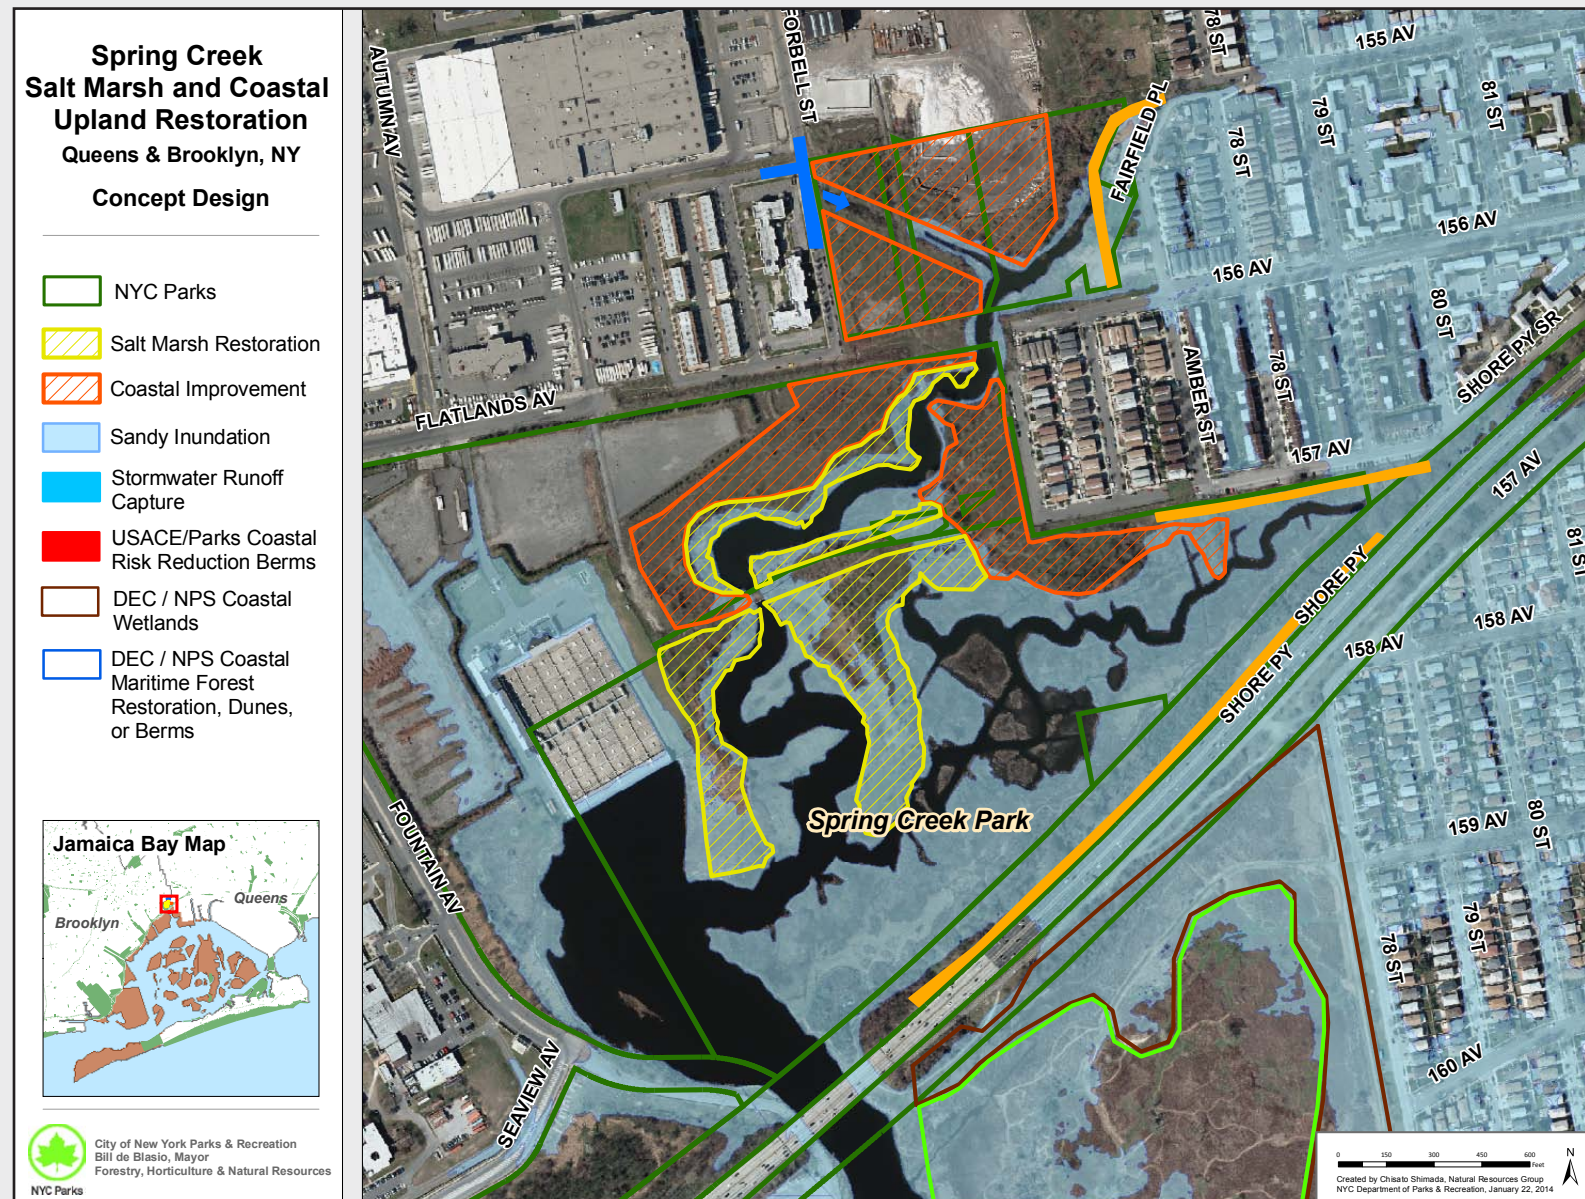 Spring Creek
Salt Marsh and Coastal
Upland Restoration
Queens & Brooklyn, NY
Concept Design
NYC Parks
Salt Marsh Restoration
Coastal Improvement
Sandy Inundation
Stormwater Runoff
Capture
USACE/Parks Coastal
Risk Reduction Berms
DEC / NPS Coastal
Wetlands
DEC / NPS Coastal
Maritime Forest
Restoration, Dunes,
or Berms
Jamaica Bay Map
Brooklyn
Queens
City of New York Parks & Recreation
Bill de Blasio, Mayor
Forestry, Horticulture & Natural Resources
NYC Parks
AUTUMN AV
FORBELL ST
78 ST
155 AV
FAIRFIELD PL
78 ST
79 ST
81 ST
156 AV
156 AV
80 ST
SHORE PY SR
FLATLANDS AV
AMBER ST
78 ST
157 AV
157 AV
81 ST
SHORE PY
SHORE PY
158 AV
158 AV
Spring Creek Park
FOUNTAIN AV
159 AV
80 ST
79 ST
78 ST
160 AV
SEAVIEW AV
0 150 300 450 600
Feet
N
Created by Chisato Shimada, Natural Resources Group
NYC Department of Parks & Recreation, January 22, 2014